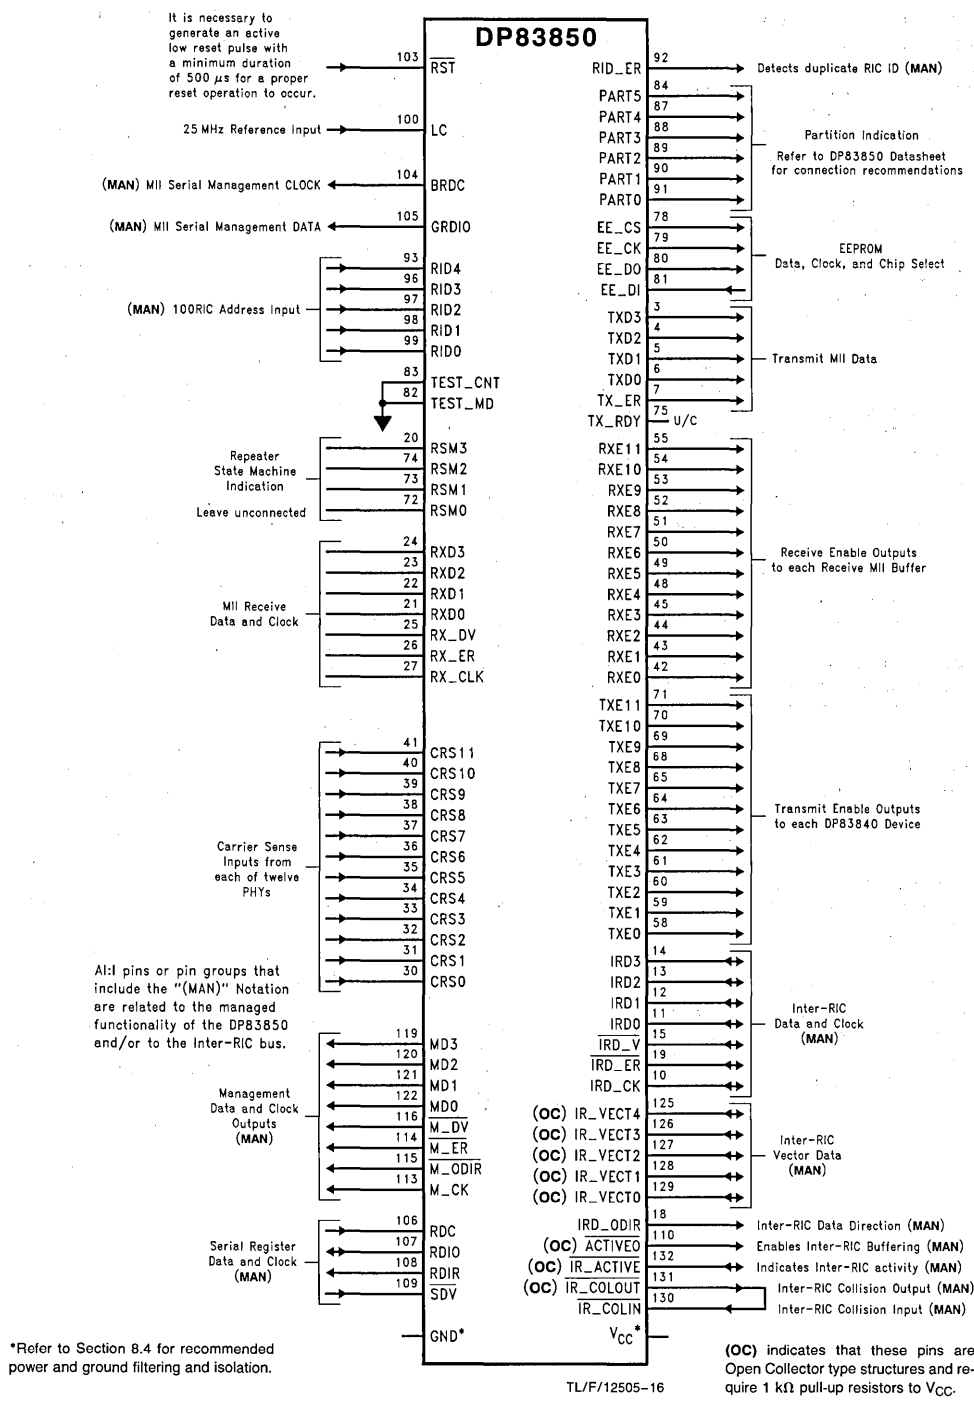 It is necessary to
generate an active
low reset pulse with
a minimum duration
of 500 μs for a proper
reset operation to occur.
25 MHz Reference Input
(MAN) MII Serial Management CLOCK
(MAN) MII Serial Management DATA
(MAN) 100RIC Address Input
Repeater
State Machine
Indication
Leave unconnected
MII Receive
Data and Clock
Carrier Sense
Inputs from
each of twelve
PHYs
Al:l pins or pin groups that
include the "(MAN)" Notation
are related to the managed
functionality of the DP83850
and/or to the Inter-RIC bus.
Management
Data and Clock
Outputs
(MAN)
Serial Register
Data and Clock
(MAN)
*Refer to Section 8.4 for recommended
power and ground filtering and isolation.
DP83850
103 RST
100 LC
104 BRDC
105 GRDIO
93 RID4
96 RID3
97 RID2
98 RID1
99 RID0
83 TEST_CNT
82 TEST_MD
20 RSM3
74 RSM2
73 RSM1
72 RSM0
24 RXD3
23 RXD2
22 RXD1
21 RXD0
25 RX_DV
26 RX_ER
27 RX_CLK
41 CRS11
40 CRS10
39 CRS9
38 CRS8
37 CRS7
36 CRS6
35 CRS5
34 CRS4
33 CRS3
32 CRS2
31 CRS1
30 CRS0
119 MD3
120 MD2
121 MD1
122 MD0
116 M_DV
114 M_ER
115 M_ODIR
113 M_CK
106 RDC
107 RDIO
108 RDIR
109 SDV
GND*
RID_ER 92
PART5 84
PART4 87
PART3 88
PART2 89
PART1 90
PART0 91
EE_CS 78
EE_CK 79
EE_DO 80
EE_DI 81
TXD3 3
TXD2 4
TXD1 5
TXD0 6
TX_ER 7
TX_RDY 75 U/C
RXE11 55
RXE10 54
RXE9 53
RXE8 52
RXE7 51
RXE6 50
RXE5 49
RXE4 48
RXE3 45
RXE2 44
RXE1 43
RXE0 42
TXE11 71
TXE10 70
TXE9 69
TXE8 68
TXE7 65
TXE6 64
TXE5 63
TXE4 62
TXE3 61
TXE2 60
TXE1 59
TXE0 58
IRD3 14
IRD2 13
IRD1 12
IRD0 11
IRD_V 15
IRD_ER 19
IRD_CK 10
(OC) IR_VECT4 125
(OC) IR_VECT3 126
(OC) IR_VECT2 127
(OC) IR_VECT1 128
(OC) IR_VECT0 129
IRD_ODIR 18
(OC) ACTIVEO 110
(OC) IR_ACTIVE 132
(OC) IR_COLOUT 131
IR_COLIN 130
VCC*
Detects duplicate RIC ID (MAN)
Partition Indication
Refer to DP83850 Datasheet
for connection recommendations
EEPROM
Data, Clock, and Chip Select
Transmit MII Data
Receive Enable Outputs
to each Receive MII Buffer
Transmit Enable Outputs
to each DP83840 Device
Inter-RIC
Data and Clock
(MAN)
Inter-RIC
Vector Data
(MAN)
Inter-RIC Data Direction (MAN)
Enables Inter-RIC Buffering (MAN)
Indicates Inter-RIC activity (MAN)
Inter-RIC Collision Output (MAN)
Inter-RIC Collision Input (MAN)
(OC) indicates that these pins are
Open Collector type structures and re-
quire 1 kΩ pull-up resistors to VCC.
TL/F/12505-16